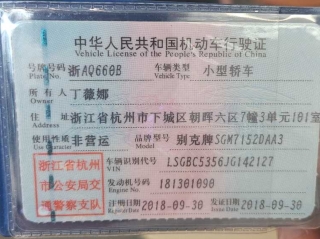 中华人民共和国机动车行驶证
Vehicle License of the People's Republic of China
号牌号码 浙AQ660B 车辆类型 小型轿车
Plate No. Vehicle Type
所有人 丁薇娜
Owner
住址 浙江省杭州市下城区朝晖六区7幢3单元101室
Address
使用性质 非营运 品牌型号 别克牌SGM7152DAA3
Use Character Model
浙江省杭州 车辆识别代号 LSGBC5356JG142127
VIN
市公安局交 发动机号码 181301090
Engine No.
通警察支队 注册日期 2018-09-30 发证日期 2018-09-30
Register Date Issue Date